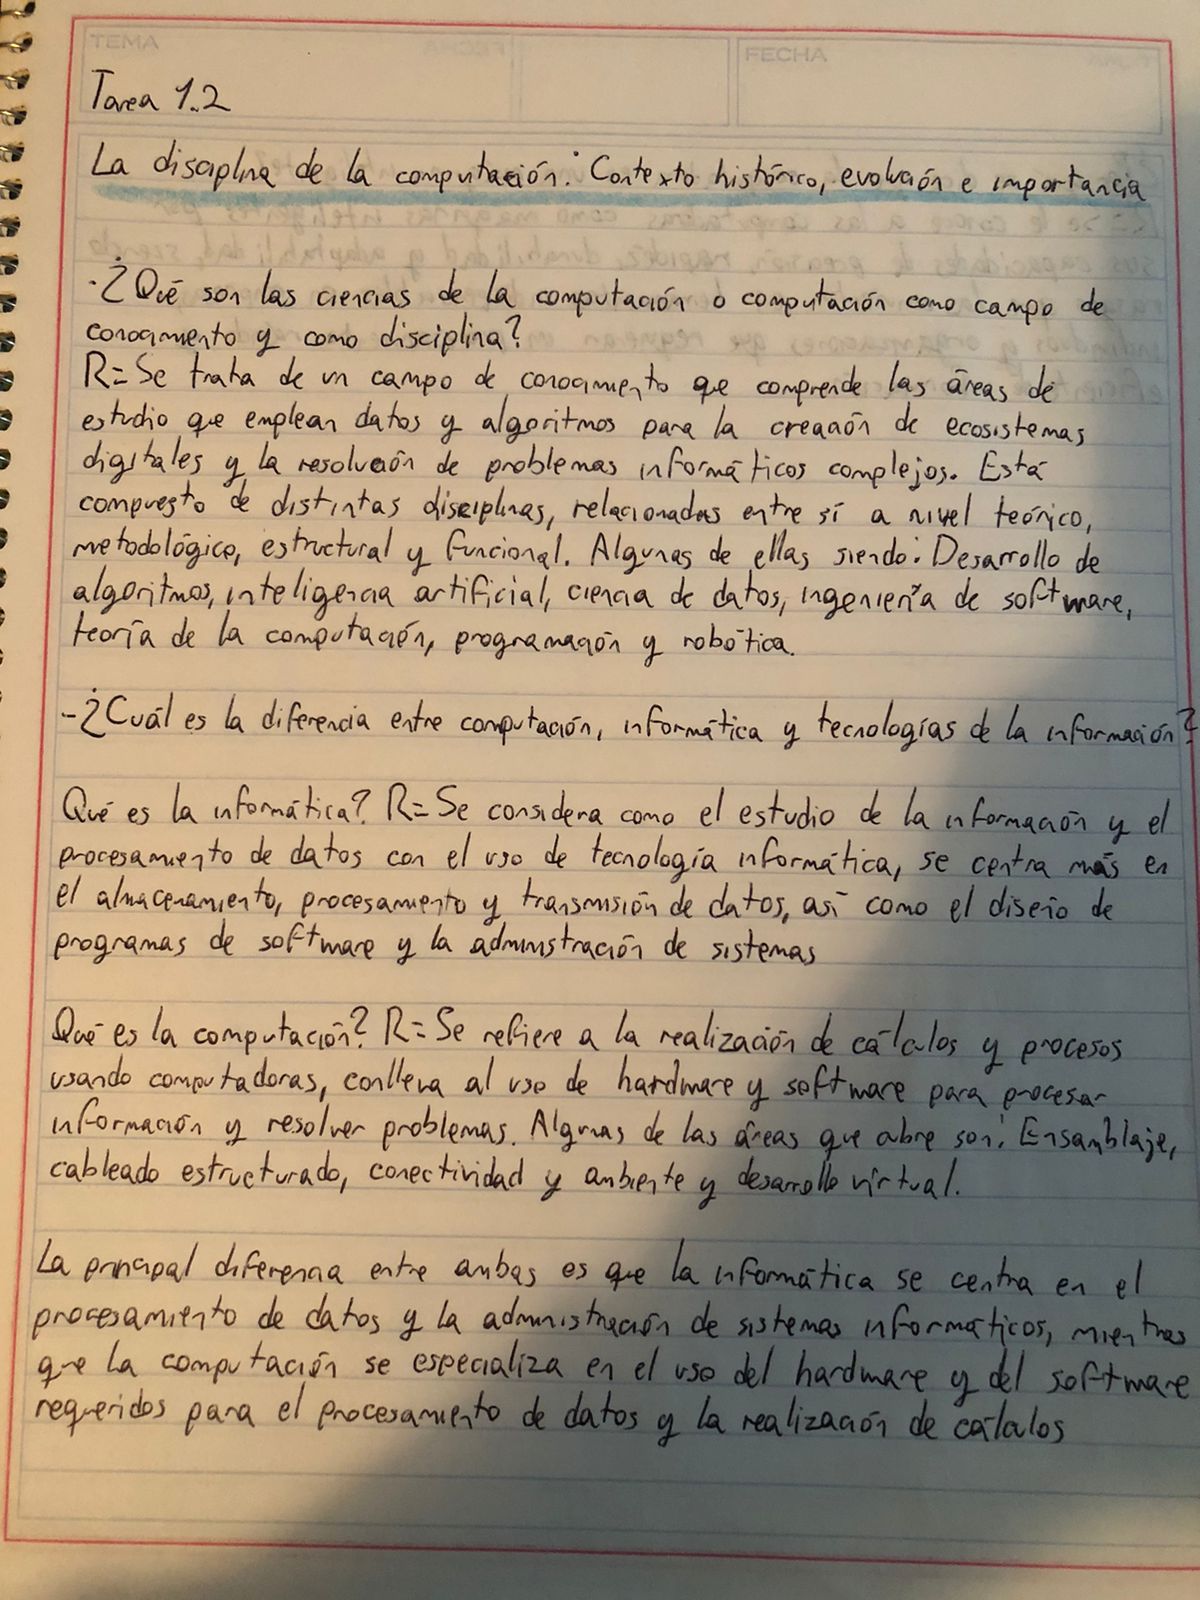 TEMA
FECHA
Tarea 1.2
La disciplina de la computación: Contexto histórico, evolución e importancia
-¿Qué son las ciencias de la computación o computación como campo de
conocimiento y como disciplina?
R= Se trata de un campo de conocimiento que comprende las áreas de
estudio que emplean datos y algoritmos para la creación de ecosistemas
digitales y la resolución de problemas informáticos complejos. Está
compuesto de distintas disciplinas, relacionadas entre sí a nivel teórico,
metodológico, estructural y funcional. Algunas de ellas siendo: Desarrollo de
algoritmos, inteligencia artificial, ciencia de datos, ingeniería de software,
teoría de la computación, programación y robótica.
-¿Cuál es la diferencia entre computación, informática y tecnologías de la información?
Qué es la informática? R= Se considera como el estudio de la información y el
procesamiento de datos con el uso de tecnología informática, se centra más en
el almacenamiento, procesamiento y transmisión de datos, así como el diseño de
programas de software y la administración de sistemas
Qué es la computación? R= Se refiere a la realización de cálculos y procesos
usando computadoras, conlleva al uso de hardware y software para procesar
información y resolver problemas. Algunas de las áreas que abre son: Ensamblaje,
cableado estructurado, conectividad y ambiente y desarrollo virtual.
La principal diferencia entre ambas es que la informática se centra en el
procesamiento de datos y la administración de sistemas informáticos, mientras
que la computación se especializa en el uso del hardware y del software
requeridos para el procesamiento de datos y la realización de cálculos